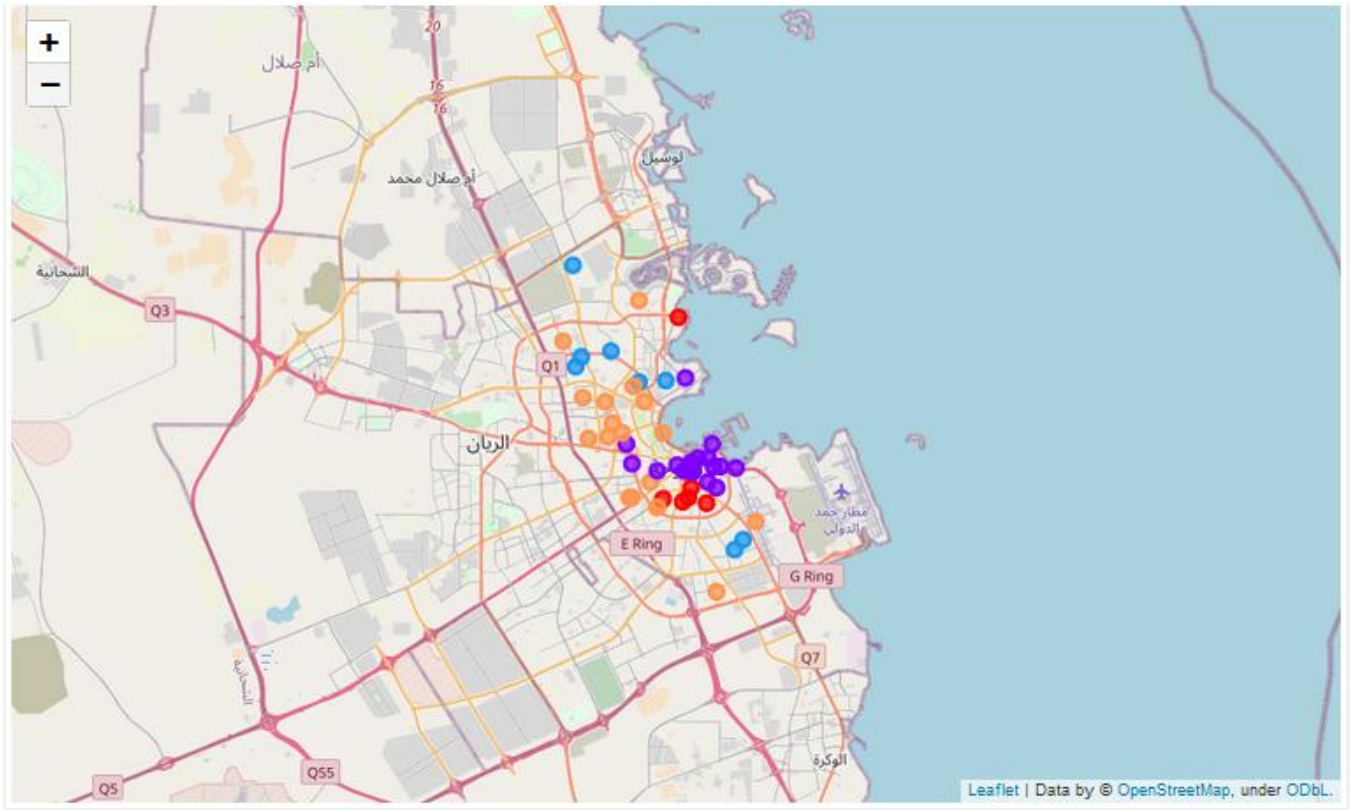 +
−
20
أم صلال
16
16
لوسيل
أم صلال محمد
الشحانية
Q3
Q1
الريان
مطار حمد
الدولي
E Ring
G Ring
Q7
الشحانية
الوكرة
Q55
Q5
Leaflet | Data by © OpenStreetMap, under ODbL.